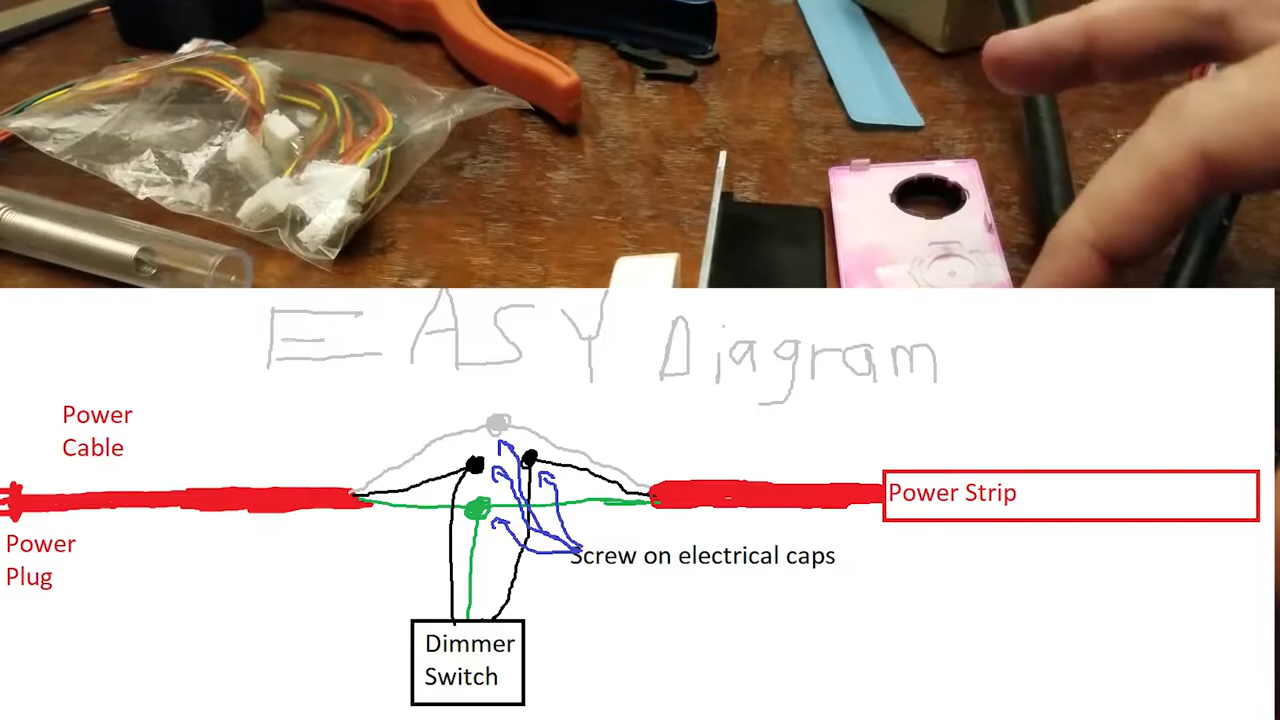 EASY Diagram
Power
Cable
Power Strip
Power
Plug
Screw on electrical caps
Dimmer
Switch